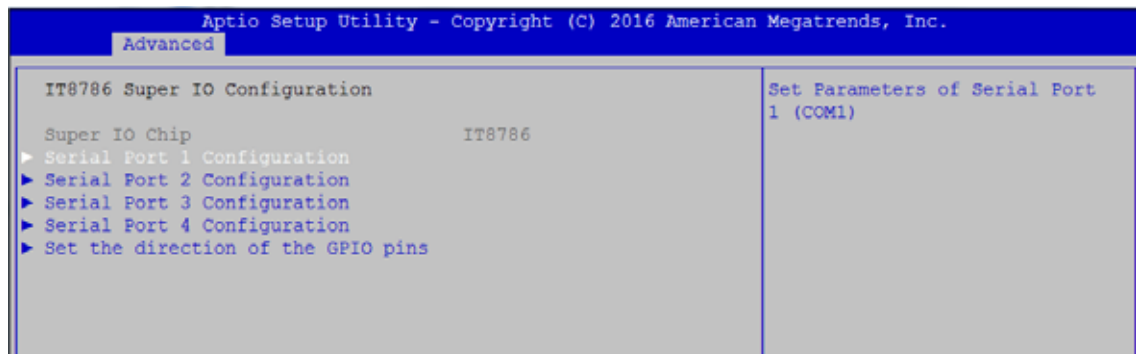 Aptio Setup Utility - Copyright (C) 2016 American Megatrends, Inc.
Advanced
IT8786 Super IO Configuration
Super IO Chip IT8786
► Serial Port 1 Configuration
► Serial Port 2 Configuration
► Serial Port 3 Configuration
► Serial Port 4 Configuration
► Set the direction of the GPIO pins
Set Parameters of Serial Port
1 (COM1)